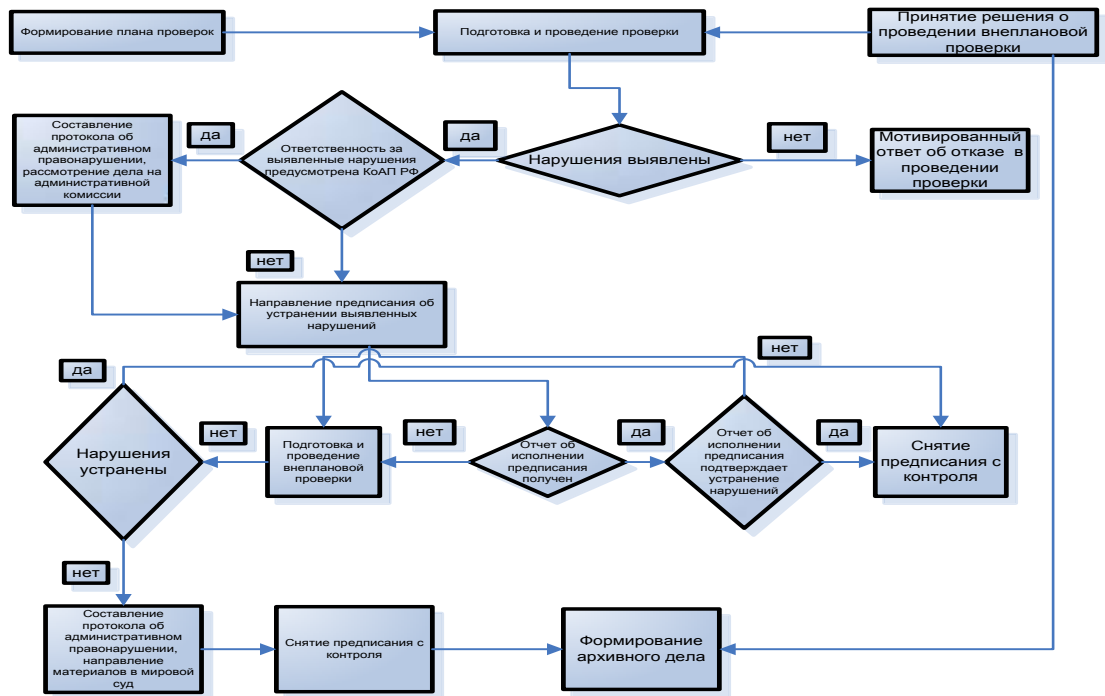 Формирование плана проверок
Подготовка и проведение проверки
Принятие решения о
проведении внеплановой
проверки
Составление
протокола об
административном
правонарушении,
рассмотрение дела на
административной
комиссии
да
Ответственность за
выявленные нарушения
предусмотрена КоАП РФ
да
Нарушения выявлены
нет
Мотивированный
ответ об отказе в
проведении
проверки
нет
Направление предписания об
устранении выявленных
нарушений
да
нет
Нарушения
устранены
нет
Подготовка и
проведение
внеплановой
проверки
нет
Отчет об
исполнении
предписания
получен
да
Отчет об
исполнении
предписания
подтверждает
устранение
нарушений
да
Снятие
предписания с
контроля
нет
Составление
протокола об
административном
правонарушении,
направление
материалов в мировой
суд
Снятие предписания с
контроля
Формирование
архивного дела